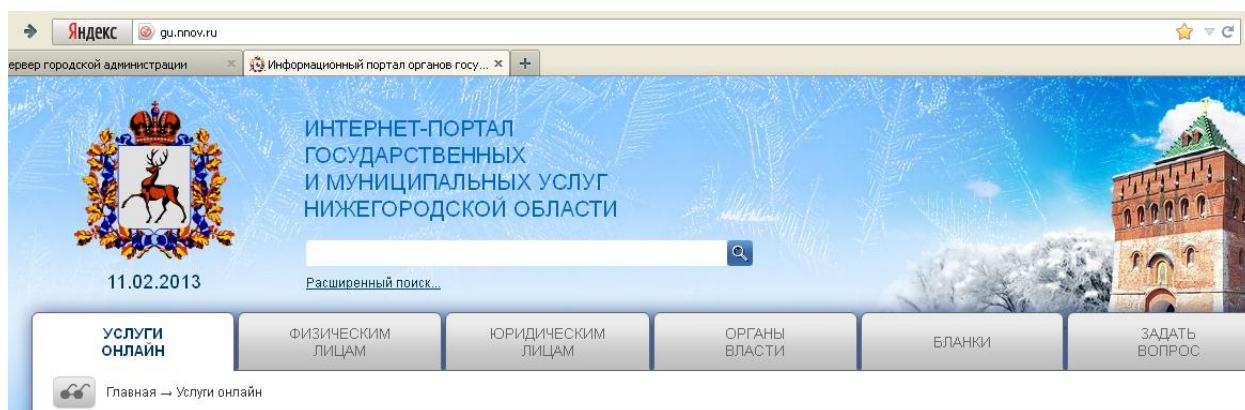 Яндекс gu.nnov.ru
ервер городской администрации Информационный портал органов госу...
ИНТЕРНЕТ-ПОРТАЛ
ГОСУДАРСТВЕННЫХ
И МУНИЦИПАЛЬНЫХ УСЛУГ
НИЖЕГОРОДСКОЙ ОБЛАСТИ
11.02.2013
Расширенный поиск...
УСЛУГИ
ОНЛАЙН
ФИЗИЧЕСКИМ
ЛИЦАМ
ЮРИДИЧЕСКИМ
ЛИЦАМ
ОРГАНЫ
ВЛАСТИ
БЛАНКИ
ЗАДАТЬ
ВОПРОС
Главная → Услуги онлайн